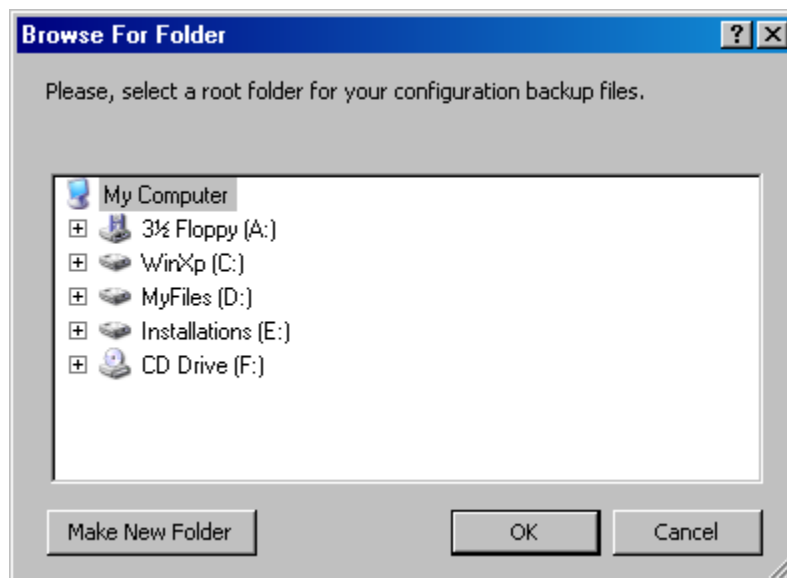 Browse For Folder
Please, select a root folder for your configuration backup files.
My Computer
3½ Floppy (A:)
WinXp (C:)
MyFiles (D:)
Installations (E:)
CD Drive (F:)
Make New Folder OK Cancel